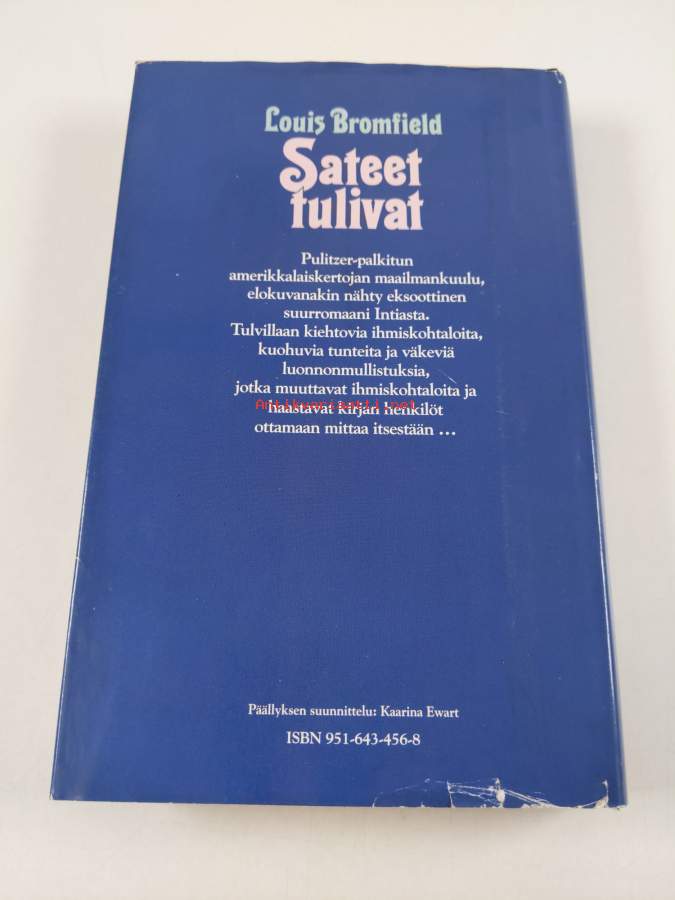 Louis Bromfield
Sateet
tulivat
Pulitzer-palkitun
amerikkalaiskertojan maailmankuulu,
elokuvanakin nähty eksoottinen
suurromaani Intiasta.
Tulvillaan kiehtovia ihmiskohtaloita,
kuohuvia tunteita ja väkeviä
luonnonmullistuksia,
jotka muuttavat ihmiskohtaloita ja
Antikvariaatti.net
haastavat kirjan henkilöt
ottamaan mittaa itsestään ...
Päällyksen suunnittelu: Kaarina Ewart
ISBN 951-643-456-8